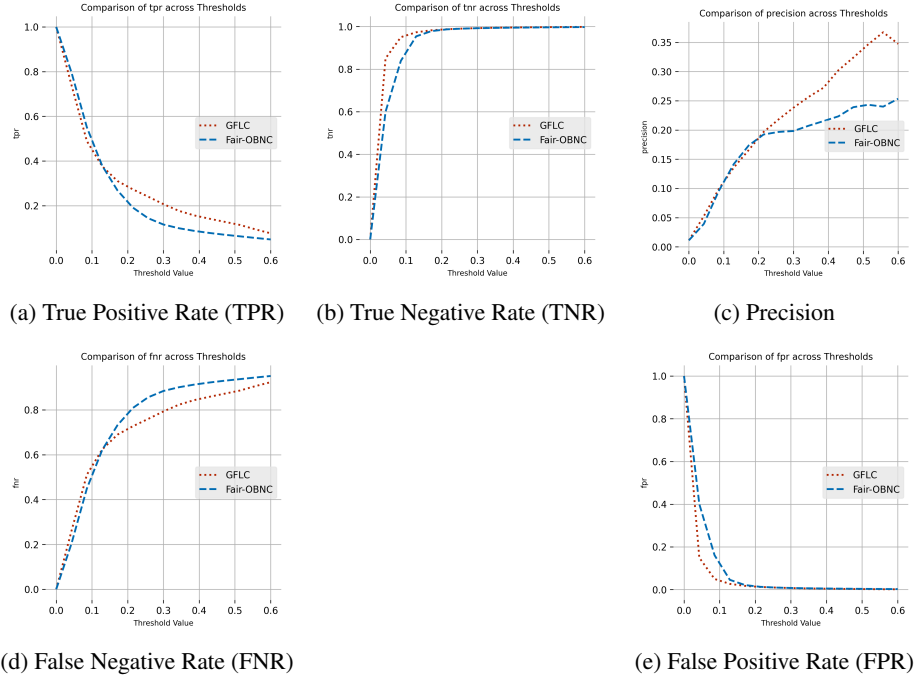 Comparison of tpr across Thresholds
1.0
0.8
0.6
0.4
0.2
tpr
GFLC
Fair-OBNC
0.0 0.1 0.2 0.3 0.4 0.5 0.6
Threshold Value
(a) True Positive Rate (TPR)
Comparison of tnr across Thresholds
1.0
0.8
0.6
0.4
0.2
0.0
tnr
GFLC
Fair-OBNC
0.0 0.1 0.2 0.3 0.4 0.5 0.6
Threshold Value
(b) True Negative Rate (TNR)
Comparison of precision across Thresholds
0.35
0.30
0.25
0.20
0.15
0.10
0.05
0.00
precision
GFLC
Fair-OBNC
0.0 0.1 0.2 0.3 0.4 0.5 0.6
Threshold Value
(c) Precision
Comparison of fnr across Thresholds
0.8
0.6
0.4
0.2
0.0
fnr
GFLC
Fair-OBNC
0.0 0.1 0.2 0.3 0.4 0.5 0.6
Threshold Value
(d) False Negative Rate (FNR)
Comparison of fpr across Thresholds
1.0
0.8
0.6
0.4
0.2
0.0
fpr
GFLC
Fair-OBNC
0.0 0.1 0.2 0.3 0.4 0.5 0.6
Threshold Value
(e) False Positive Rate (FPR)